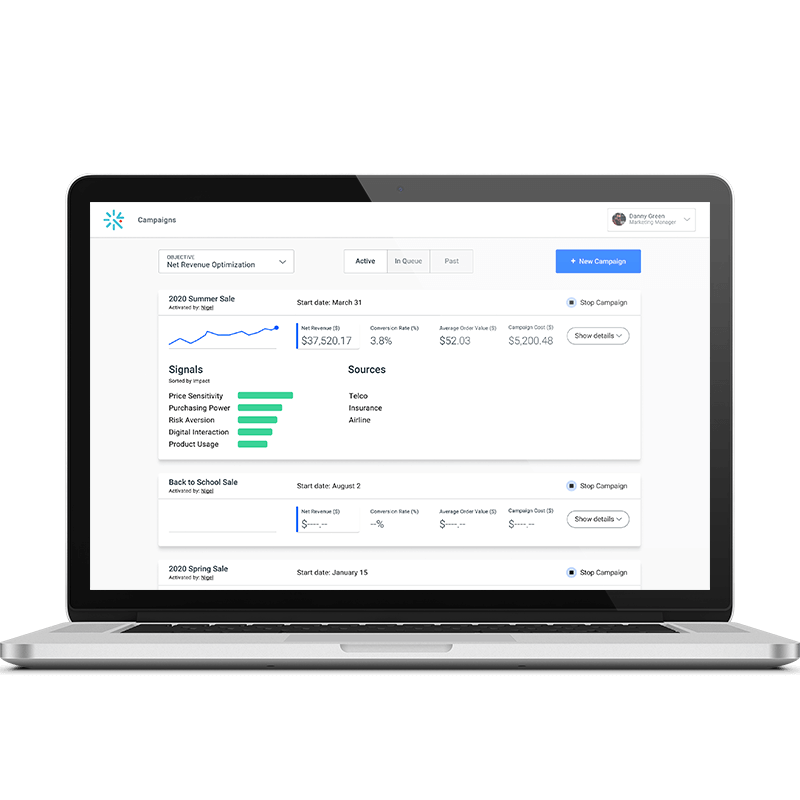 Campaigns
Danny Green
Marketing Manager
OBJECTIVE
Net Revenue Optimization
Active
In Queue
Past
+ New Campaign
2020 Summer Sale
Activated by: Nigel
Start date: March 31
Stop Campaign
Net Revenue ($)
$37,520.17
Conversion Rate (%)
3.8%
Average Order Value ($)
$52.03
Campaign Cost ($)
$5,200.48
Show details
Signals
Sorted by Impact
Price Sensitivity
Purchasing Power
Risk Aversion
Digital Interaction
Product Usage
Sources
Telco
Insurance
Airline
Back to School Sale
Activated by: Nigel
Start date: August 2
Stop Campaign
Net Revenue ($)
$----.--
Conversion Rate (%)
--%
Average Order Value ($)
$----.--
Campaign Cost ($)
$----.--
Show details
2020 Spring Sale
Activated by: Nigel
Start date: January 15
Stop Campaign